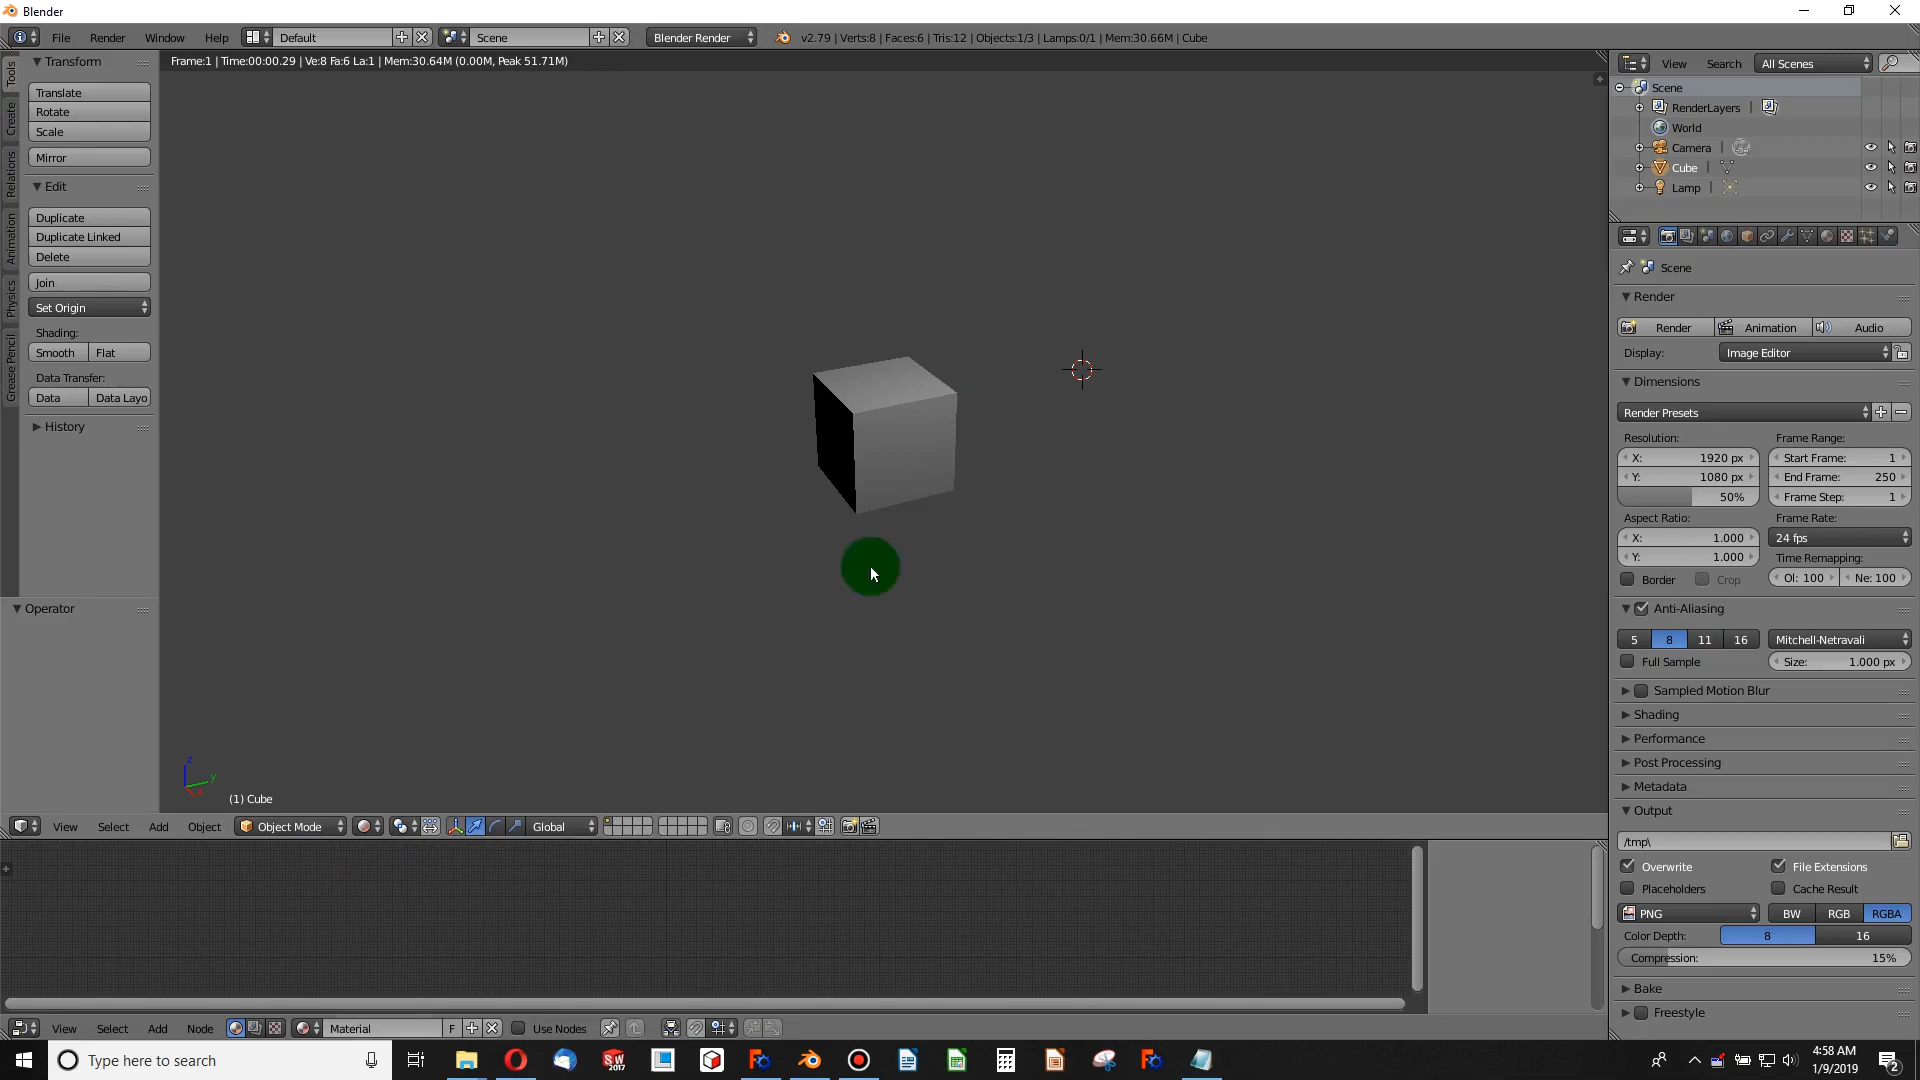 Blender
File Render Window Help Default Scene Blender Render v2.79 | Verts:8 | Faces:6 | Tris:12 | Objects:1/3 | Lamps:0/1 | Mem:30.66M | Cube
Frame:1 | Time:00:00.29 | Ve:8 Fa:6 La:1 | Mem:30.64M (0.00M, Peak 51.71M)
Tools
Create
Relations
Animation
Physics
Grease Pencil
Transform
Translate
Rotate
Scale
Mirror
Edit
Duplicate
Duplicate Linked
Delete
Join
Set Origin
Shading:
Smooth Flat
Data Transfer:
Data Data Layo
History
Operator
z
y
x
(1) Cube
View Select Add Object Object Mode Global
View Select Add Node Material F Use Nodes
View Search All Scenes
Scene
RenderLayers |
World
Camera |
Cube |
Lamp |
Scene
Render
Render Animation Audio
Display: Image Editor
Dimensions
Render Presets
Resolution: Frame Range:
X: 1920 px Start Frame: 1
Y: 1080 px End Frame: 250
50% Frame Step: 1
Aspect Ratio: Frame Rate:
X: 1.000 24 fps
Y: 1.000 Time Remapping:
Border Crop Ol: 100 Ne: 100
Anti-Aliasing
5 8 11 16 Mitchell-Netravali
Full Sample Size: 1.000 px
Sampled Motion Blur
Shading
Performance
Post Processing
Metadata
Output
/tmp\
Overwrite File Extensions
Placeholders Cache Result
PNG BW RGB RGBA
Color Depth: 8 16
Compression: 15%
Bake
Freestyle
Type here to search
SW
2017
4:58 AM
1/9/2019
2